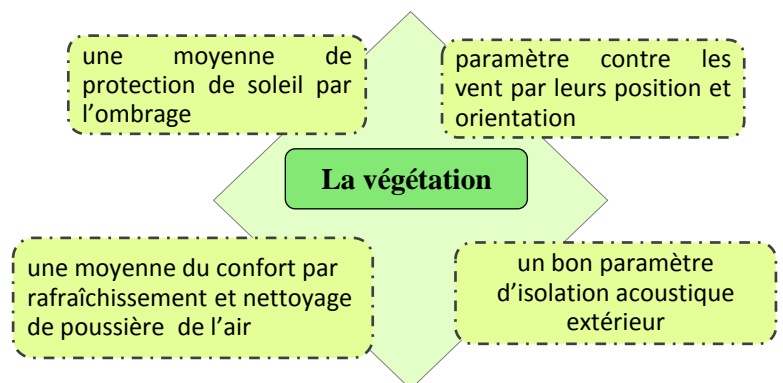 une moyenne de
protection de soleil par
l'ombrage
paramètre contre les
vent par leurs position et
orientation
La végétation
une moyenne du confort par
rafraîchissement et nettoyage
de poussière de l'air
un bon paramètre
d'isolation acoustique
extérieur